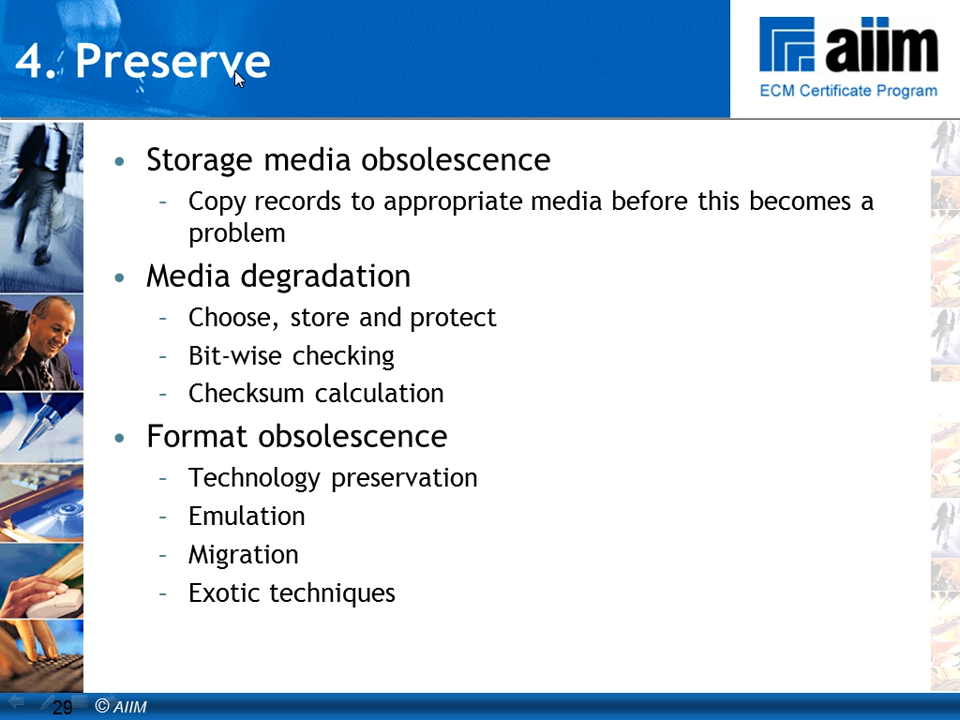 4. Preserve
aiim
ECM Certificate Program
• Storage media obsolescence
– Copy records to appropriate media before this becomes a
problem
• Media degradation
– Choose, store and protect
– Bit-wise checking
– Checksum calculation
• Format obsolescence
– Technology preservation
– Emulation
– Migration
– Exotic techniques
29 © AIIM